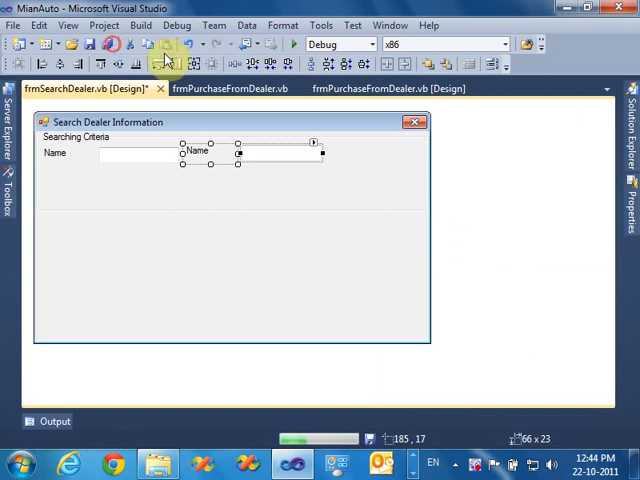 MianAuto - Microsoft Visual Studio
File Edit View Project Build Debug Team Data Format Tools Test Window Help
Debug x86
frmSearchDealer.vb [Design]* frmPurchaseFromDealer.vb frmPurchaseFromDealer.vb [Design]
Server Explorer
Toolbox
Solution Explorer
Properties
Search Dealer Information
Searching Criteria
Name Name
Output
185 , 17 66 x 23
EN 12:44 PM
22-10-2011